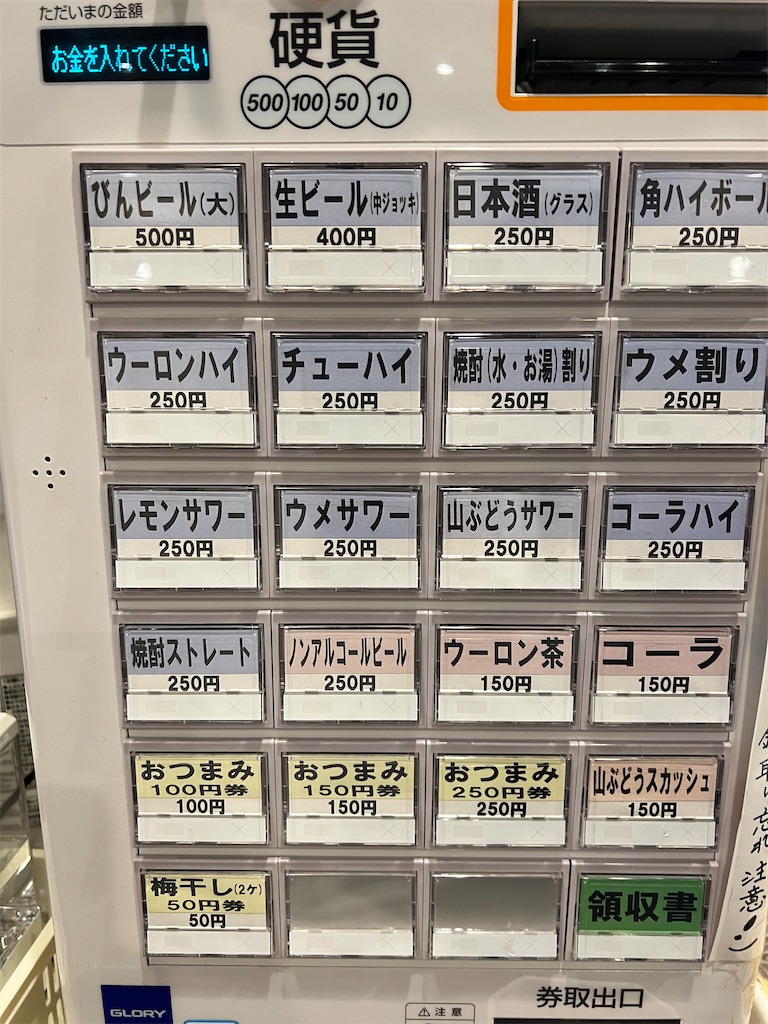 ただいまの金額
お金を入れてください
硬貨
500 100 50 10
びんビール(大)
500円
生ビール(中ジョッキ)
400円
日本酒(グラス)
250円
角ハイボール
250円
ウーロンハイ
250円
チューハイ
250円
焼酎(水・お湯)割り
250円
ウメ割り
250円
レモンサワー
250円
ウメサワー
250円
山ぶどうサワー
250円
コーラハイ
250円
焼酎ストレート
250円
ノンアルコールビール
250円
ウーロン茶
150円
コーラ
150円
おつまみ
100円券
100円
おつまみ
150円券
150円
おつまみ
250円券
250円
山ぶどうスカッシュ
150円
梅干し(2ケ)
50円券
50円
領収書
取り忘れ
注意!
GLORY
注意
券取出口